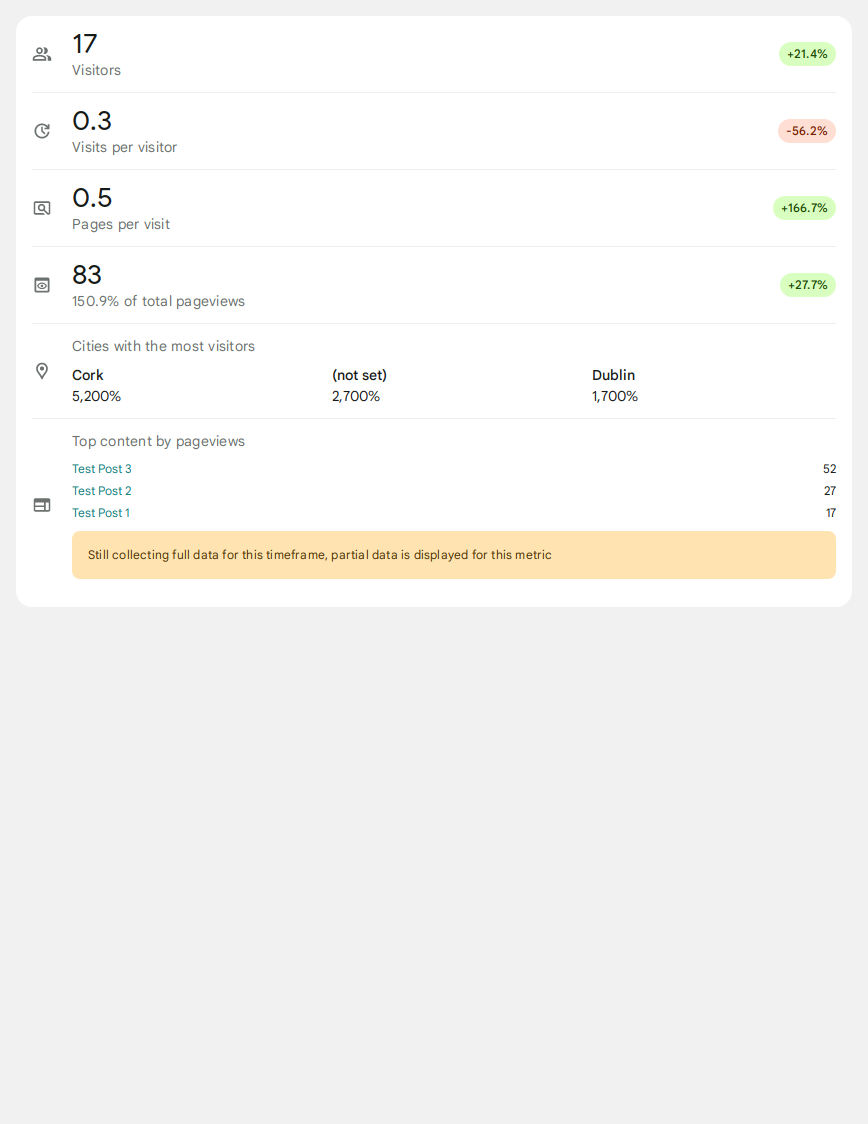 17
Visitors
+21.4%
0.3
Visits per visitor
-56.2%
0.5
Pages per visit
+166.7%
83
150.9% of total pageviews
+27.7%
Cities with the most visitors
Cork (not set) Dublin
5,200% 2,700% 1,700%
Top content by pageviews
Test Post 3 52
Test Post 2 27
Test Post 1 17
Still collecting full data for this timeframe, partial data is displayed for this metric